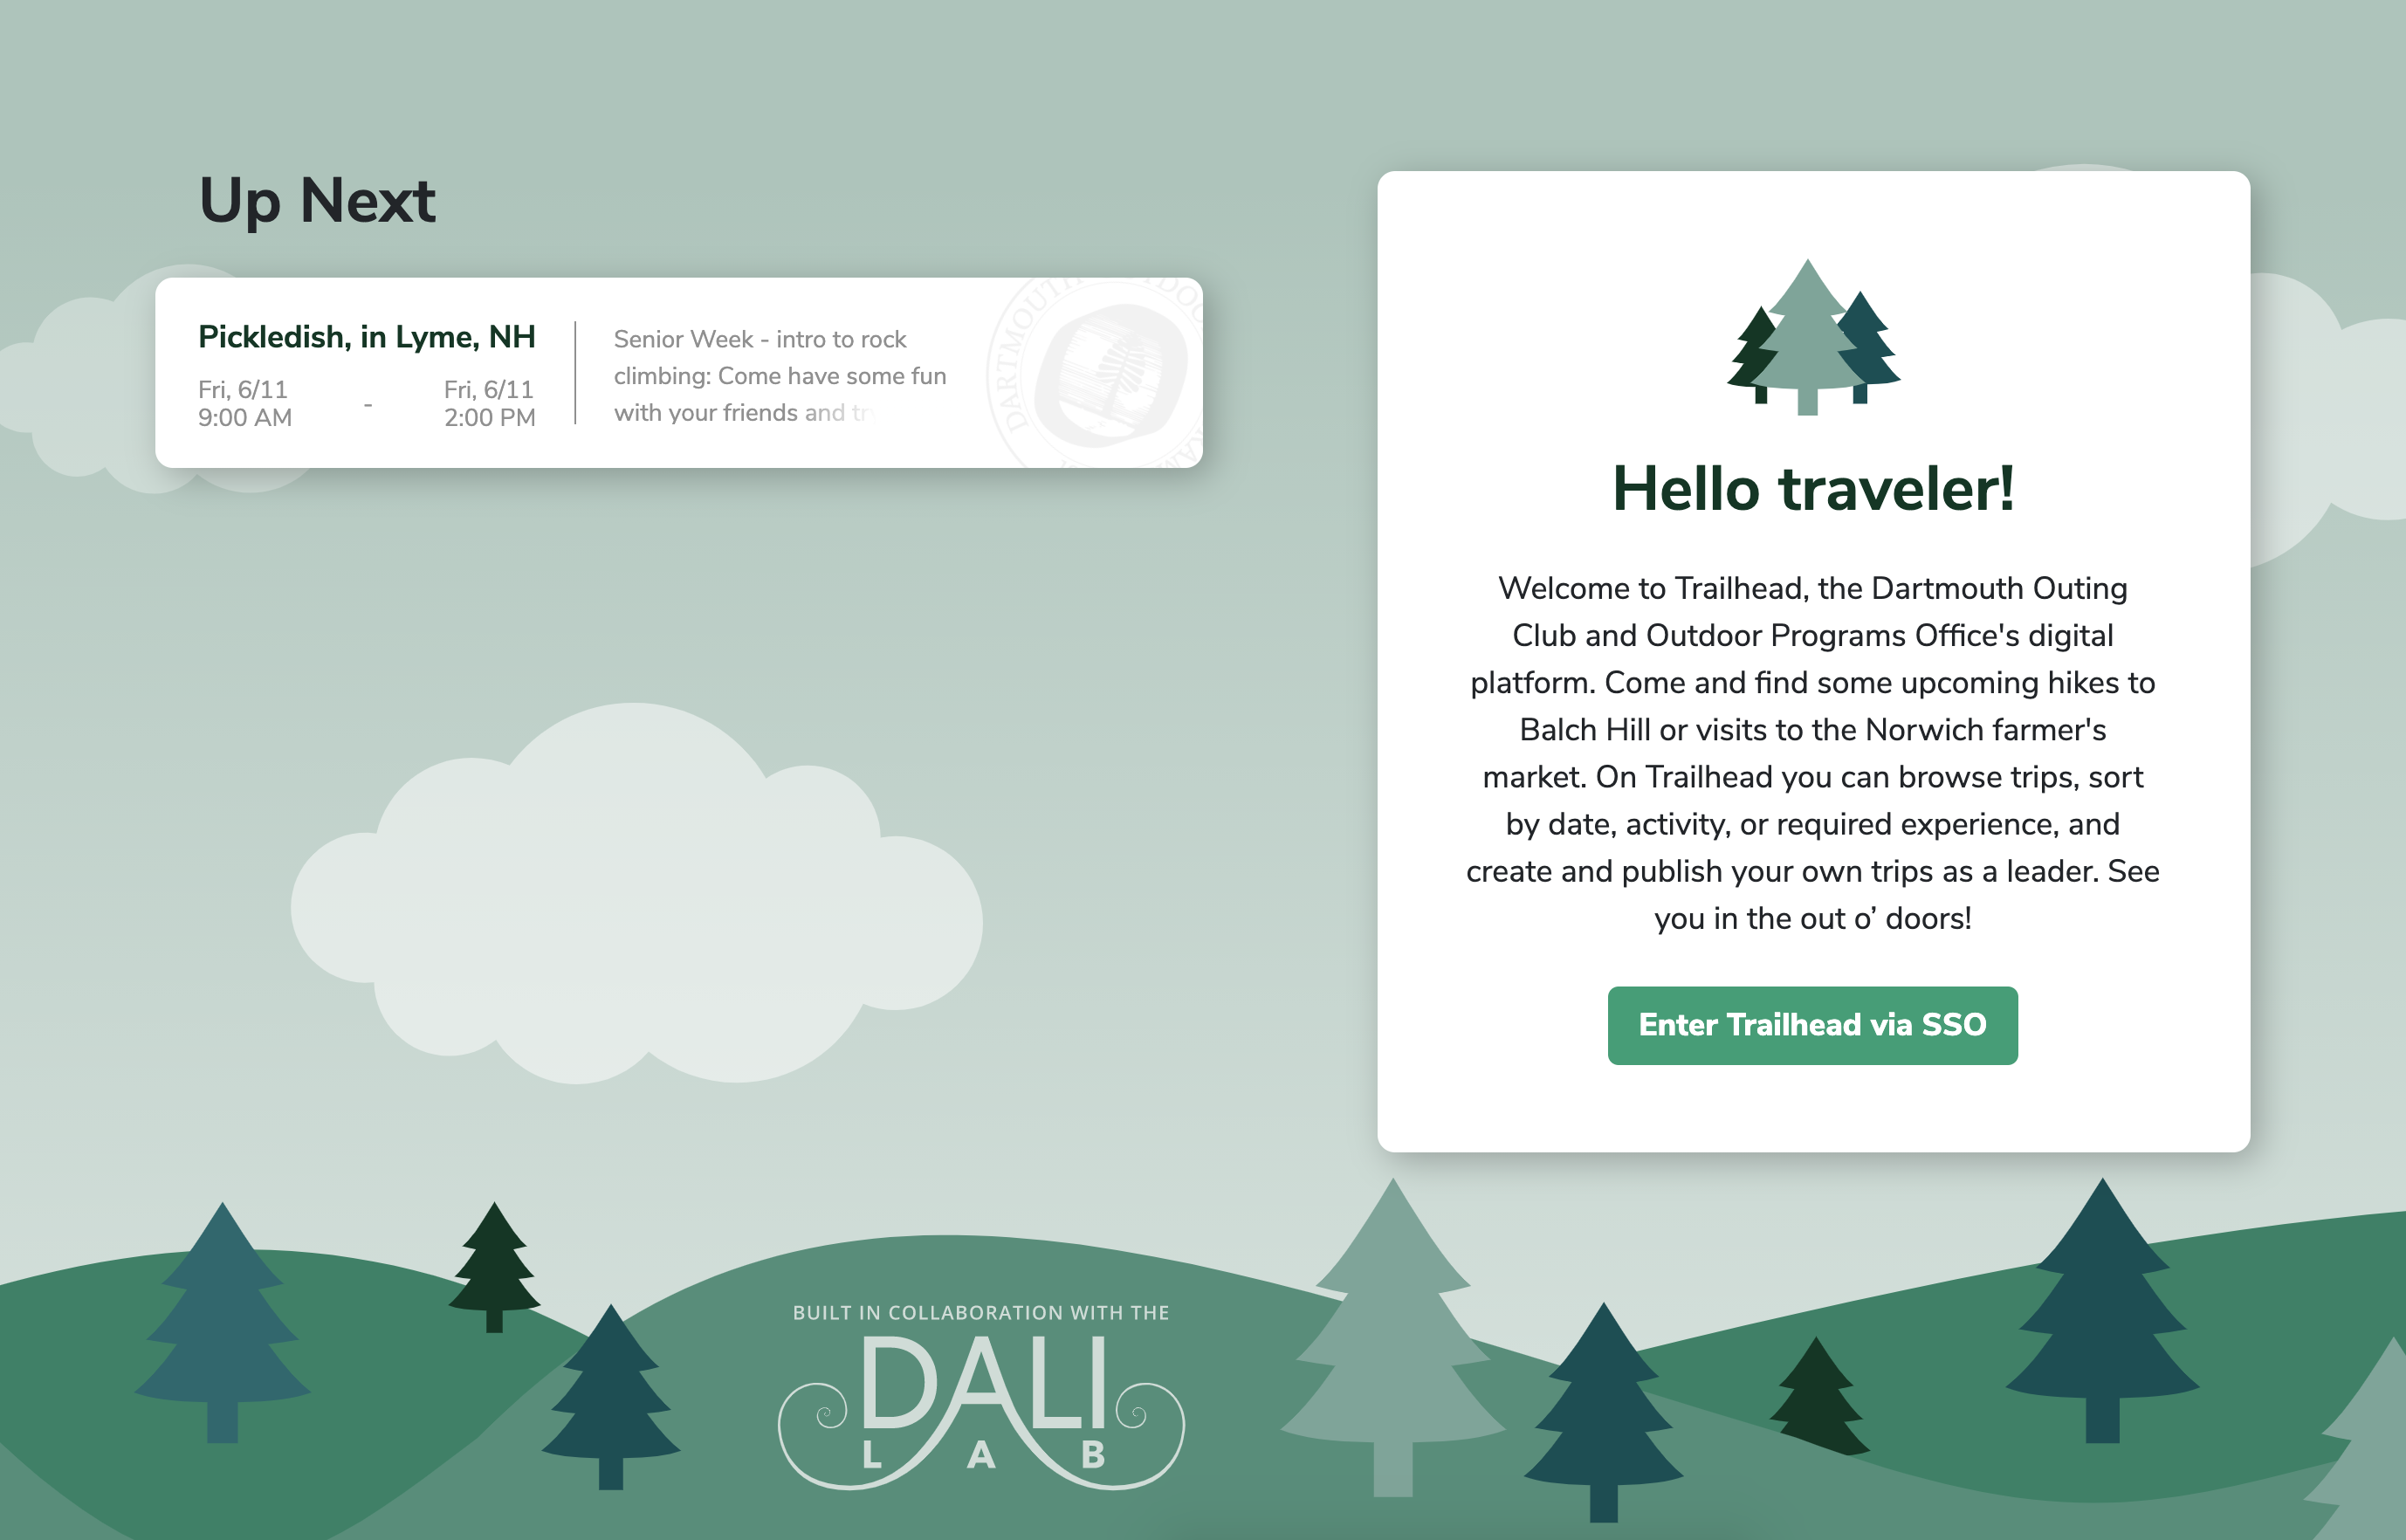 Up Next
Pickledish, in Lyme, NH
Fri, 6/11 - Fri, 6/11
9:00 AM 2:00 PM
Senior Week - intro to rock
climbing: Come have some fun
with your friends and
DARTMOUTH
Hello traveler!
Welcome to Trailhead, the Dartmouth Outing
Club and Outdoor Programs Office's digital
platform. Come and find some upcoming hikes to
Balch Hill or visits to the Norwich farmer's
market. On Trailhead you can browse trips, sort
by date, activity, or required experience, and
create and publish your own trips as a leader. See
you in the out o’ doors!
Enter Trailhead via SSO
BUILT IN COLLABORATION WITH THE
DALI
LAB